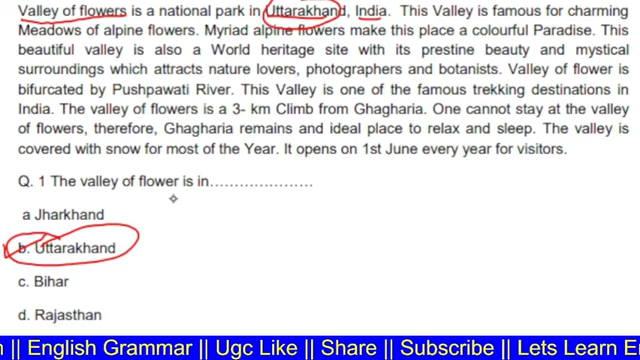 Valley of flowers is a national park in Uttarakhand, India. This Valley is famous for charming
Meadows of alpine flowers. Myriad alpine flowers make this place a colourful Paradise. This
beautiful valley is also a World heritage site with its prestine beauty and mystical
surroundings which attracts nature lovers, photographers and botanists. Valley of flower is
bifurcated by Pushpawati River. This Valley is one of the famous trekking destinations in
India. The valley of flowers is a 3- km Climb from Ghagharia. One cannot stay at the valley
of flowers, therefore, Ghagharia remains and ideal place to relax and sleep. The valley is
covered with snow for most of the Year. It opens on 1st June every year for visitors.
Q. 1 The valley of flower is in…………………
a Jharkhand
b. Uttarakhand
c. Bihar
d. Rajasthan
|| English Grammar || Ugc Like || Share || Subscribe || Lets Learn